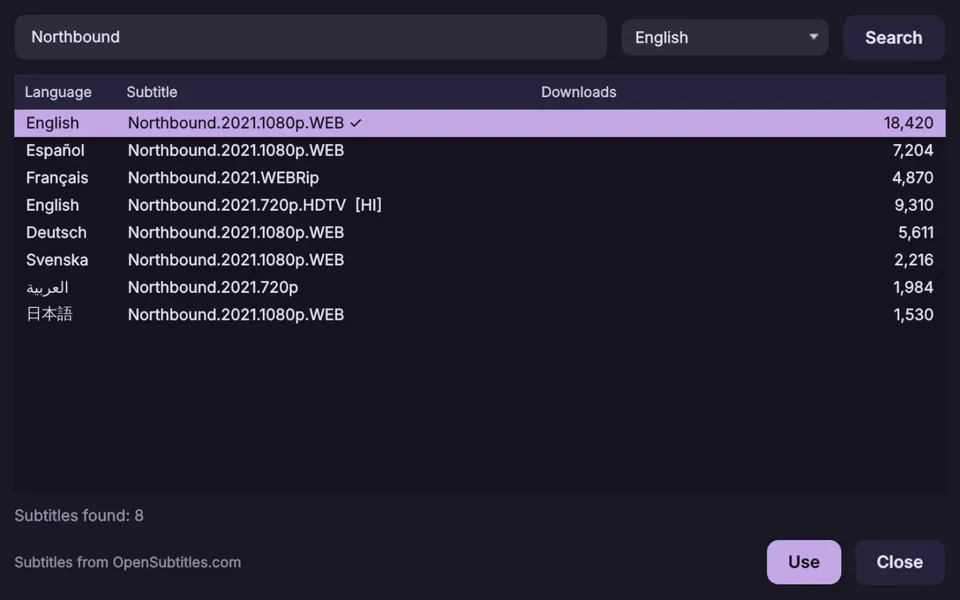 Northbound English Search
Language Subtitle Downloads
English Northbound.2021.1080p.WEB ✓ 18,420
Español Northbound.2021.1080p.WEB 7,204
Français Northbound.2021.WEBRip 4,870
English Northbound.2021.720p.HDTV [HI] 9,310
Deutsch Northbound.2021.1080p.WEB 5,611
Svenska Northbound.2021.1080p.WEB 2,216
العربية Northbound.2021.720p 1,984
日本語 Northbound.2021.1080p.WEB 1,530
Subtitles found: 8
Subtitles from OpenSubtitles.com Use Close